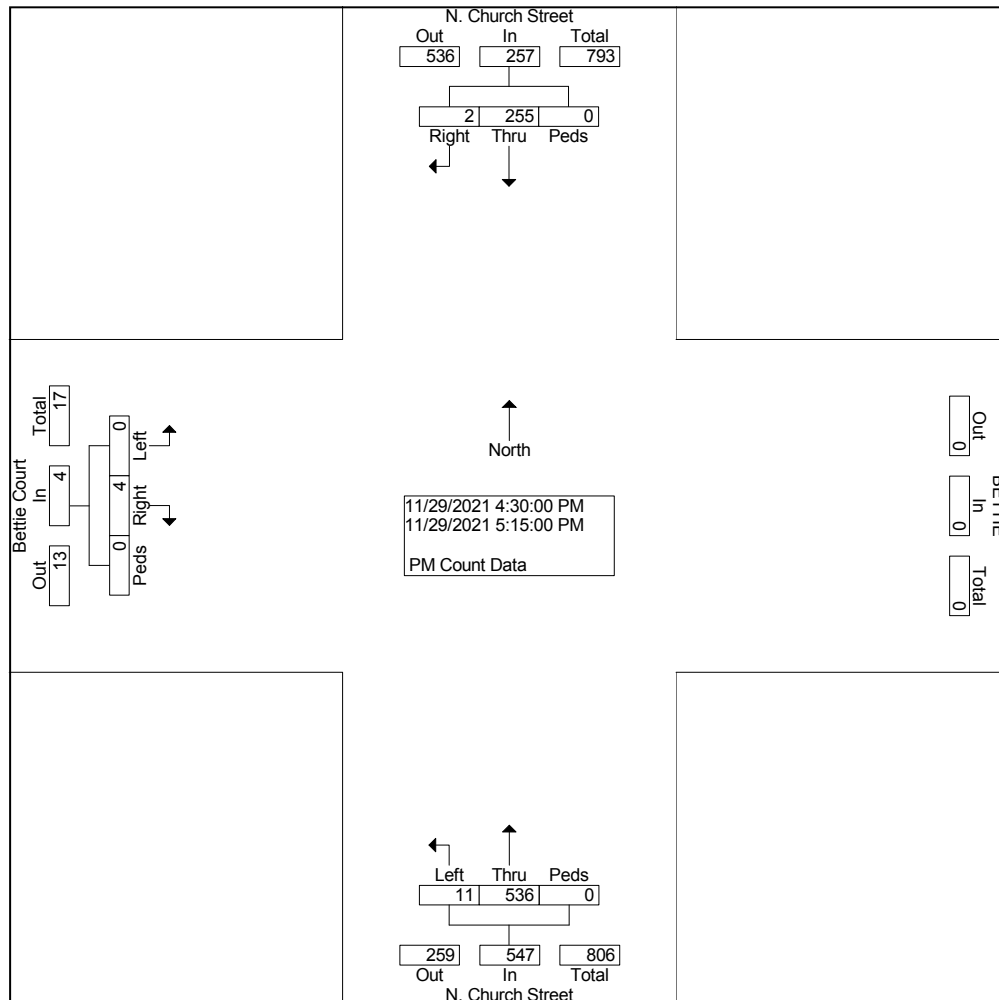 N. Church Street
Out In Total
536 257 793
2 255 0
Right Thru Peds
Bettie Court
Total In Out
17 4 13
0 4 0
Left Right Peds
North
11/29/2021 4:30:00 PM
11/29/2021 5:15:00 PM
PM Count Data
Out In Total
0 0 0
Left Thru Peds
11 536 0
259 547 806
Out In Total
N. Church Street